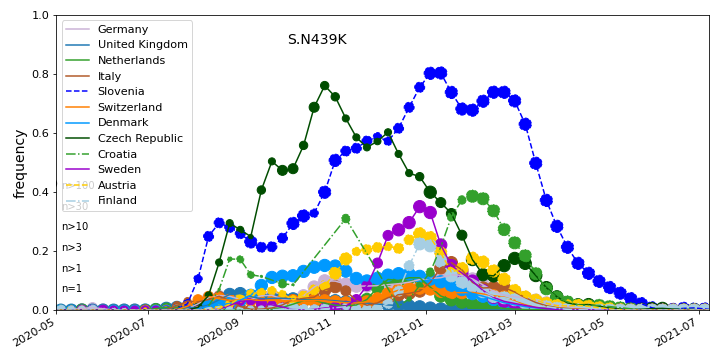 S.N439K
Germany
United Kingdom
Netherlands
Italy
Slovenia
Switzerland
Denmark
Czech Republic
Croatia
Sweden
Austria
Finland
n>100
n>30
n>10
n>3
n>1
n=1
frequency
1.0
0.8
0.6
0.4
0.2
0.0
2020-05
2020-07
2020-09
2020-11
2021-01
2021-03
2021-05
2021-07